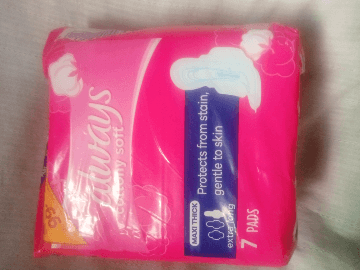 always
cottony soft
Protects from stain,
gentle to skin
MAXI THICK
extra long
7 PADS